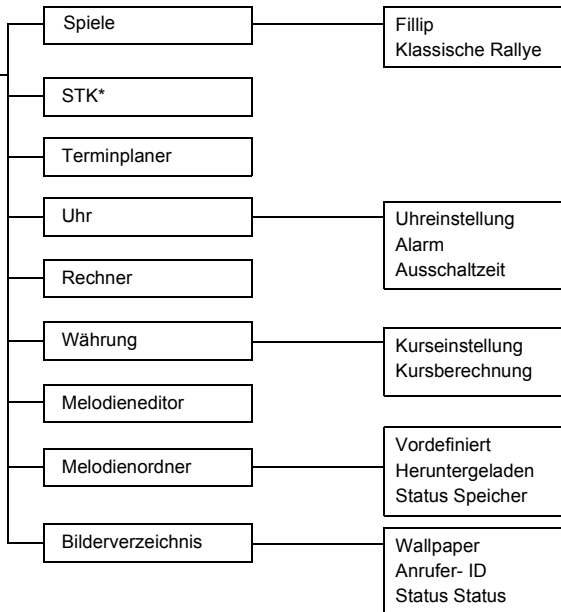 Spiele
Fillip
Klassische Rallye
STK*
Terminplaner
Uhr
Uhreinstellung
Alarm
Ausschaltzeit
Rechner
Währung
Kurseinstellung
Kursberechnung
Melodieneditor
Melodienordner
Vordefiniert
Heruntergeladen
Status Speicher
Bilderverzeichnis
Wallpaper
Anrufer- ID
Status Status